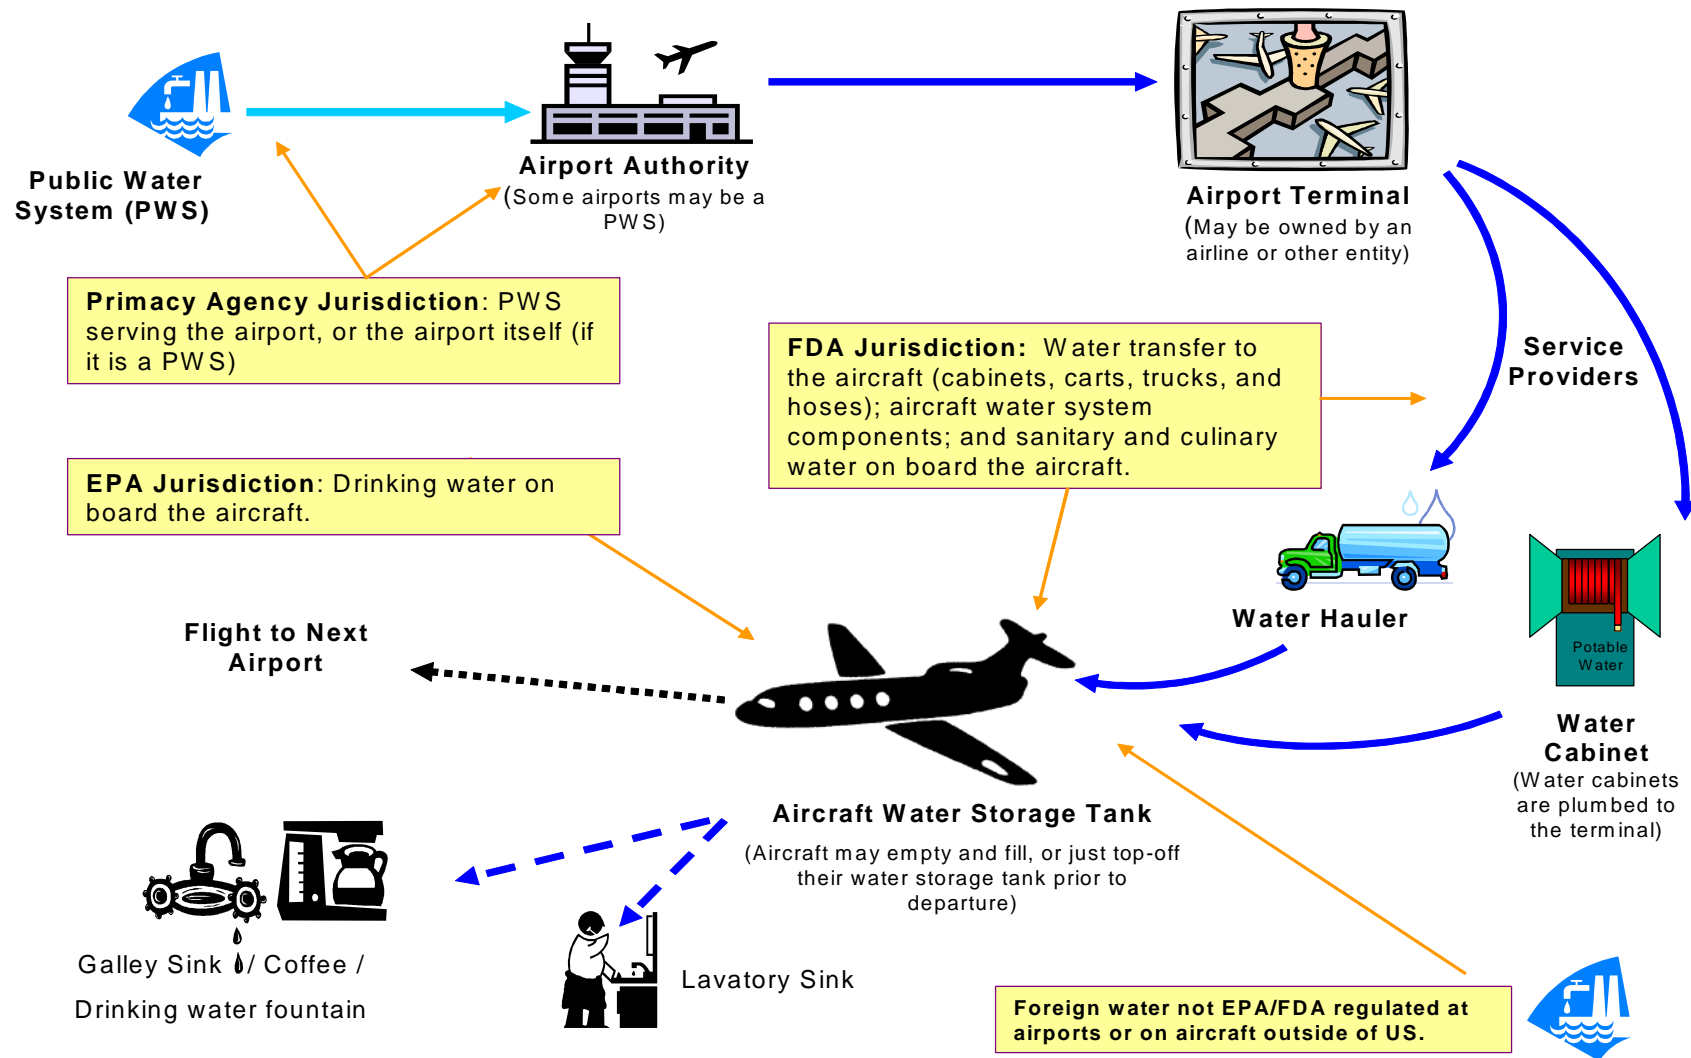 Public Water
System (PWS)
Airport Authority
(Some airports may be a
PWS)
Airport Terminal
(May be owned by an
airline or other entity)
Primacy Agency Jurisdiction: PWS
serving the airport, or the airport itself (if
it is a PWS)
FDA Jurisdiction: Water transfer to
the aircraft (cabinets, carts, trucks, and
hoses); aircraft water system
components; and sanitary and culinary
water on board the aircraft.
Service
Providers
EPA Jurisdiction: Drinking water on
board the aircraft.
Flight to Next
Airport
Water Hauler
Potable
Water
Water
Cabinet
(Water cabinets
are plumbed to
the terminal)
Aircraft Water Storage Tank
(Aircraft may empty and fill, or just top-off
their water storage tank prior to
departure)
Galley Sink / Coffee /
Drinking water fountain
Lavatory Sink
Foreign water not EPA/FDA regulated at
airports or on aircraft outside of US.